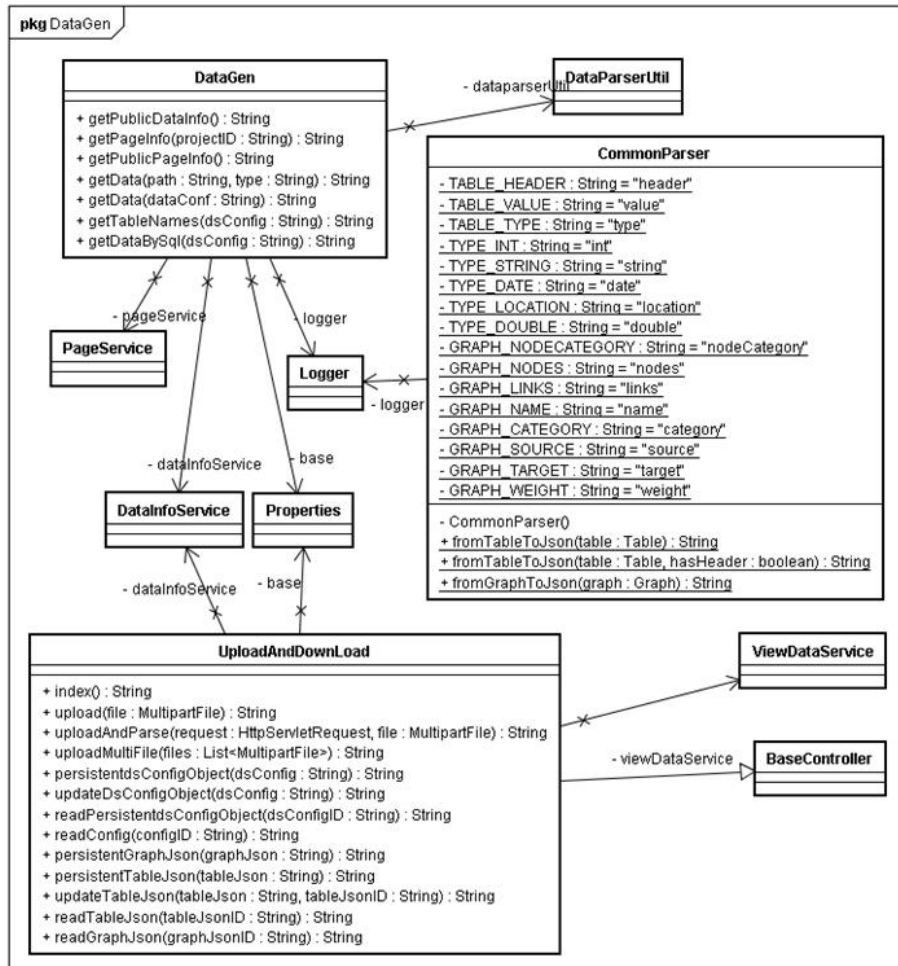 pkg DataGen
DataGen
+ getPublicDataInfo() : String
+ getPageInfo(projectID : String) : String
+ getPublicPageInfo() : String
+ getData(path : String, type : String) : String
+ getData(dataConf : String) : String
+ getTableNames(dsConfig : String) : String
+ getDataBySql(dsConfig : String) : String
- dataparserUtil
DataParserUtil
CommonParser
- TABLE_HEADER : String = "header"
- TABLE_VALUE : String = "value"
- TABLE_TYPE : String = "type"
- TYPE_INT : String = "int"
- TYPE_STRING : String = "string"
- TYPE_DATE : String = "date"
- TYPE_LOCATION : String = "location"
- TYPE_DOUBLE : String = "double"
- GRAPH_NODECATEGORY : String = "nodeCategory"
- GRAPH_NODES : String = "nodes"
- GRAPH_LINKS : String = "links"
- GRAPH_NAME : String = "name"
- GRAPH_CATEGORY : String = "category"
- GRAPH_SOURCE : String = "source"
- GRAPH_TARGET : String = "target"
- GRAPH_WEIGHT : String = "weight"
- CommonParser()
+ fromTableToJson(table : Table) : String
+ fromTableToJson(table : Table, hasHeader : boolean) : String
+ fromGraphToJson(graph : Graph) : String
- pageService
PageService
- logger
Logger
- logger
- dataInfoService
- base
DataInfoService
Properties
- dataInfoService
- base
UploadAndDownLoad
+ index() : String
+ upload(file : MultipartFile) : String
+ uploadAndParse(request : HttpServletRequest, file : MultipartFile) : String
+ uploadMultiFile(files : List<MultipartFile>) : String
+ persistentdsConfigObject(dsConfig : String) : String
+ updateDsConfigObject(dsConfig : String) : String
+ readPersistentdsConfigObject(dsConfigID : String) : String
+ readConfig(configID : String) : String
+ persistentGraphJson(graphJson : String) : String
+ persistentTableJson(tableJson : String) : String
+ updateTableJson(tableJson : String, tableJsonID : String) : String
+ readTableJson(tableJsonID : String) : String
+ readGraphJson(graphJsonID : String) : String
ViewDataService
- viewDataService
BaseController